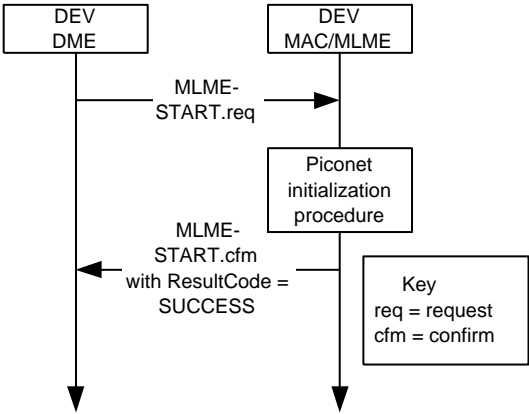 DEV
DME
DEV
MAC/MLME
MLME-
START.req
Piconet
initialization
procedure
MLME-
START.cfm
with ResultCode =
SUCCESS
Key
req = request
cfm = confirm